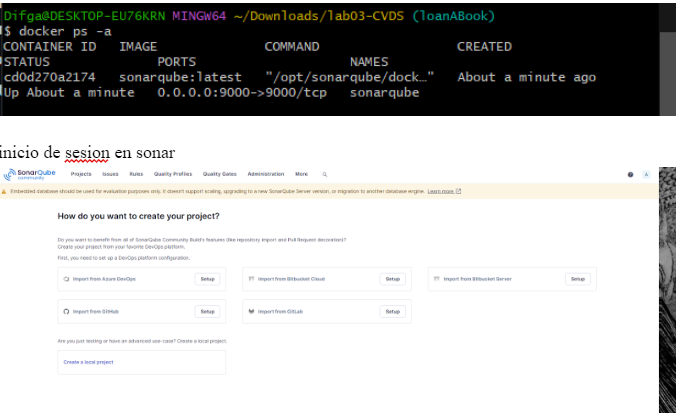 Difga@DESKTOP-EU76KRN MINGW64 ~/Downloads/lab03-CVDS (loanABook)
$ docker ps -a
CONTAINER ID IMAGE COMMAND CREATED
STATUS PORTS NAMES
cd0d270a2174 sonarqube:latest "/opt/sonarqube/dock…" About a minute ago
Up About a minute 0.0.0.0:9000->9000/tcp sonarqube
inicio de sesion en sonar
SonarQube community Projects Issues Rules Quality Profiles Quality Gates Administration More A
Embedded database should be used for evaluation purposes only. It doesn't support scaling, upgrading to a new SonarQube Server version, or migration to another database engine. Learn more
How do you want to create your project?
Do you want to benefit from all of SonarQube Community Build's features (like repository import and Pull Request decoration)?
Create your project from your favorite DevOps platform.
First, you need to set up a DevOps platform configuration.
Import from Azure DevOps Setup Import from Bitbucket Cloud Setup Import from Bitbucket Server Setup
Import from GitHub Setup Import from GitLab Setup
Are you just testing or have an advanced use-case? Create a local project.
Create a local project